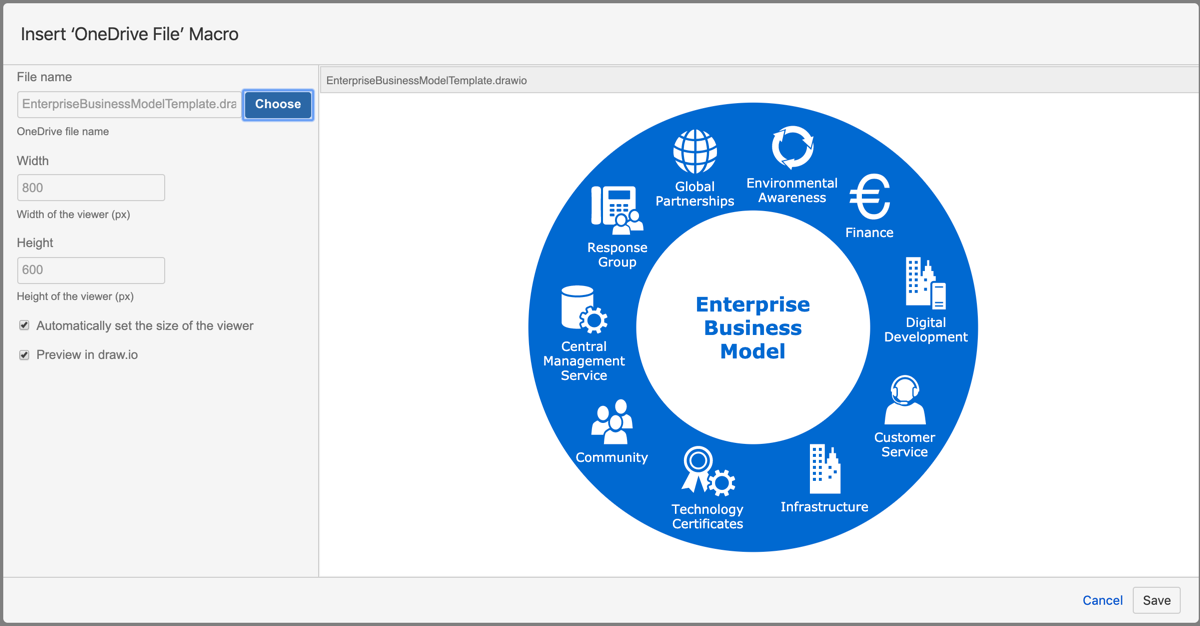 Insert ‘OneDrive File’ Macro
File name
EnterpriseBusinessModelTemplate.dra
Choose
OneDrive file name
Width
800
Width of the viewer (px)
Height
600
Height of the viewer (px)
Automatically set the size of the viewer
Preview in draw.io
EnterpriseBusinessModelTemplate.drawio
Global
Partnerships
Environmental
Awareness
Finance
Response
Group
Digital
Development
Enterprise
Business
Model
Central
Management
Service
Customer
Service
Community
Technology
Certificates
Infrastructure
Cancel
Save